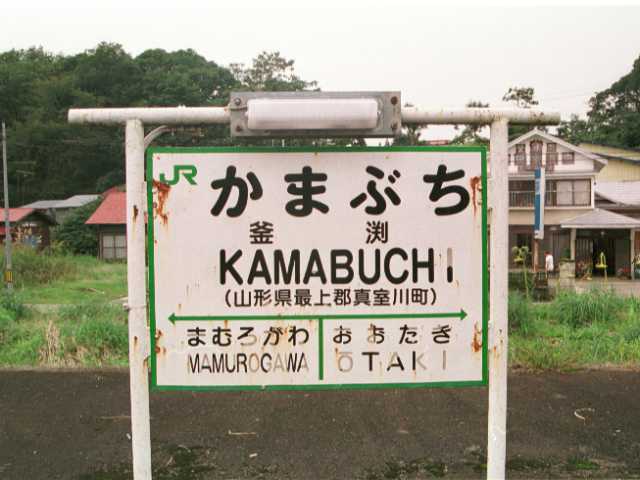 JR かまぶち
釜 渕
KAMABUCHI
(山形県最上郡真室川町)
まむろがわ おおたき
MAMUROGAWA ŌTAKI